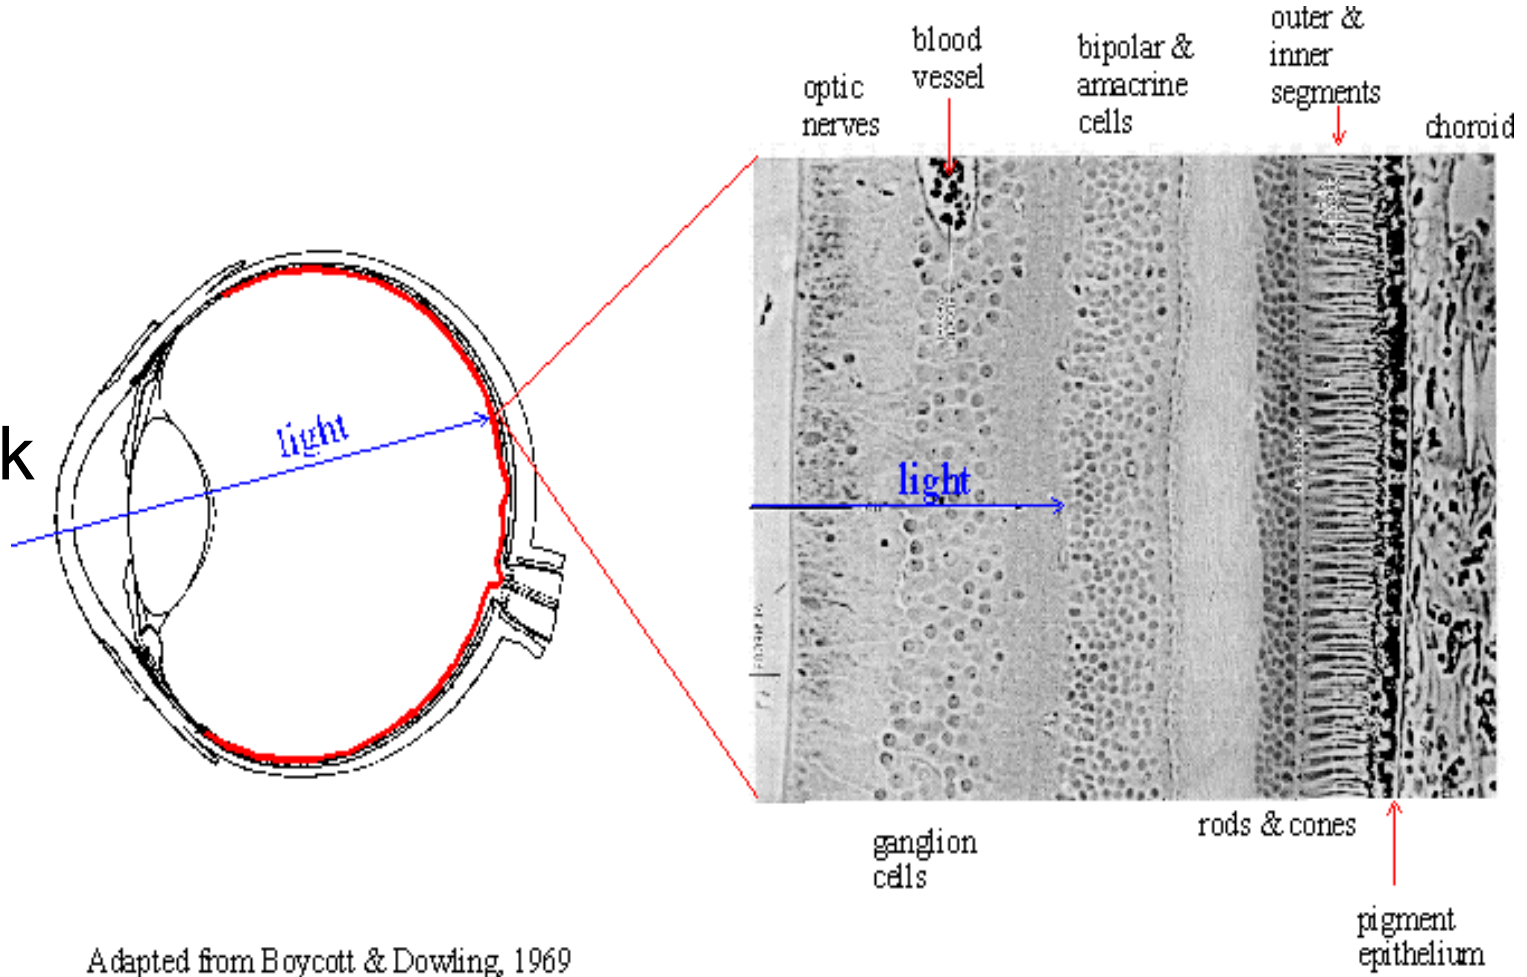 outer &
inner
segments
blood
vessel
bipolar &
amacrine
cells
optic
nerves
choroid
light
k
light
rods & cones
ganglion
cells
pigment
epithelium
Adapted from Boycott & Dowling, 1969